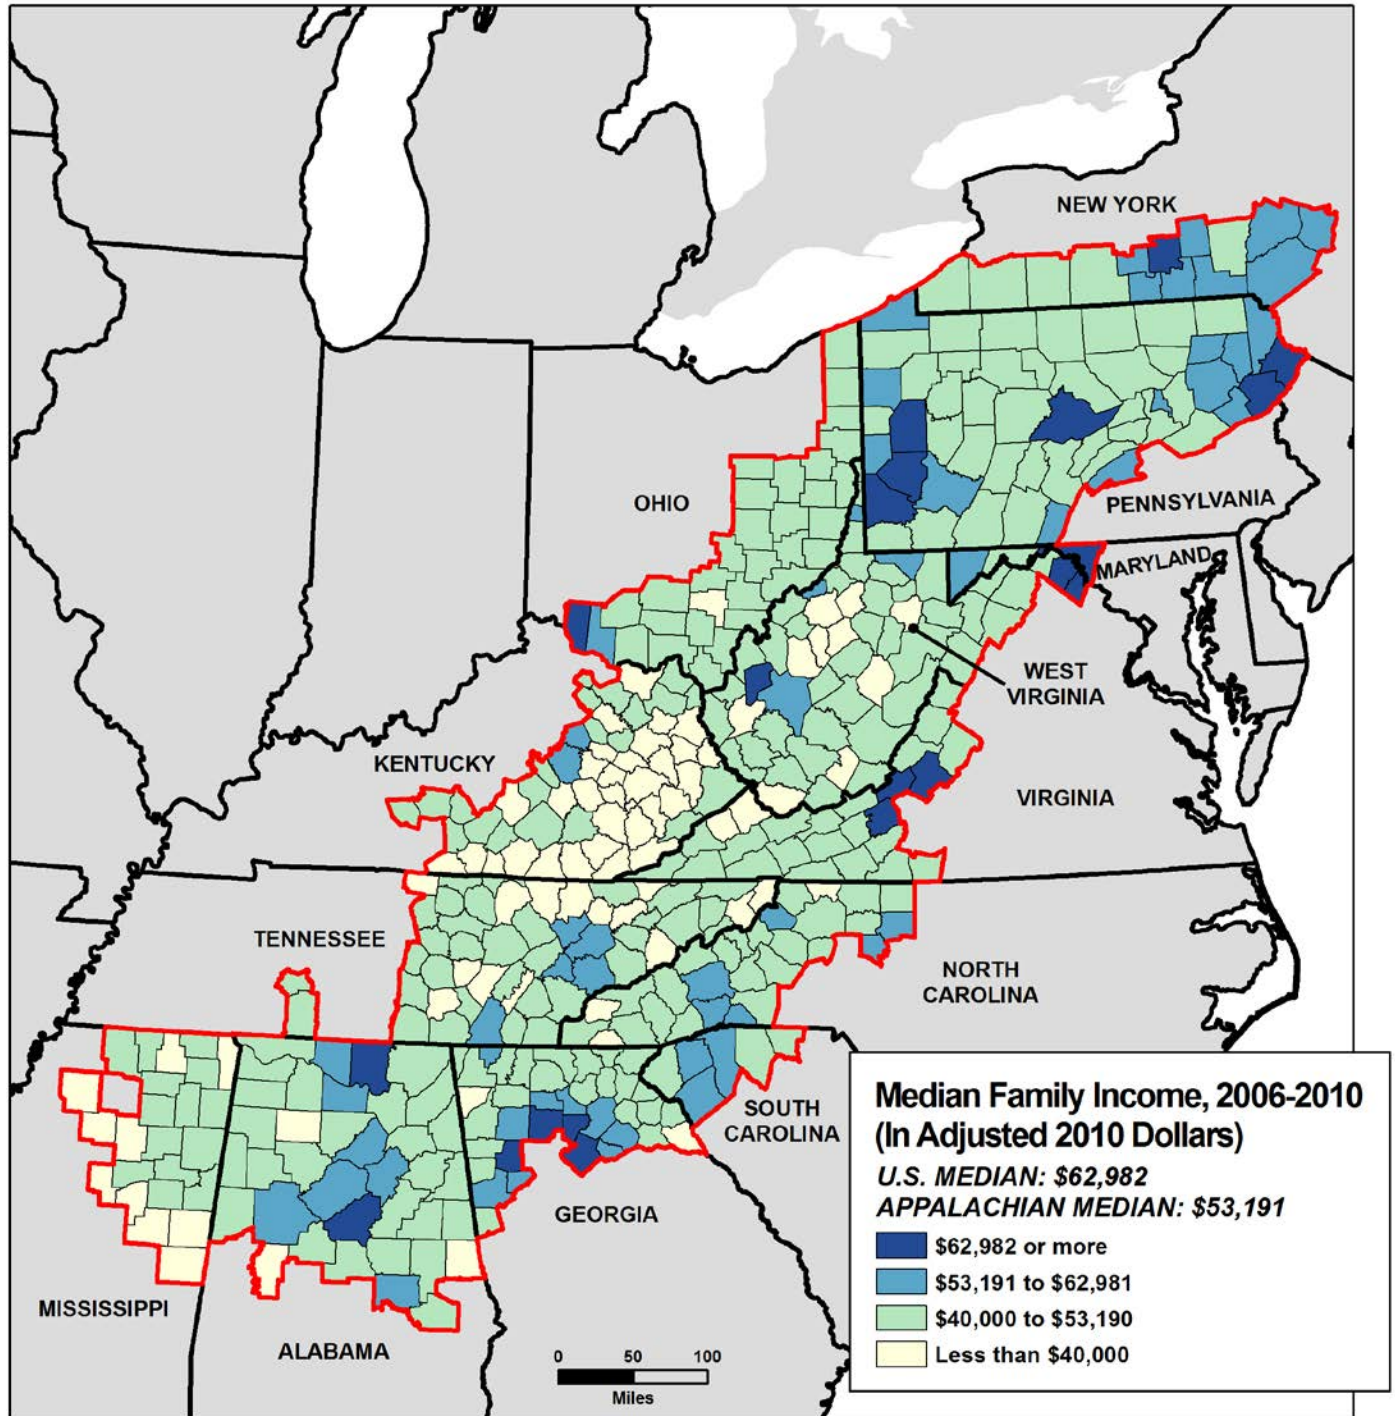 NEW YORK
OHIO
PENNSYLVANIA
MARYLAND
WEST
VIRGINIA
KENTUCKY
VIRGINIA
TENNESSEE
NORTH
CAROLINA
SOUTH
CAROLINA
GEORGIA
MISSISSIPPI
ALABAMA
0 50 100
Miles
Median Family Income, 2006-2010
(In Adjusted 2010 Dollars)
U.S. MEDIAN: $62,982
APPALACHIAN MEDIAN: $53,191
$62,982 or more
$53,191 to $62,981
$40,000 to $53,190
Less than $40,000